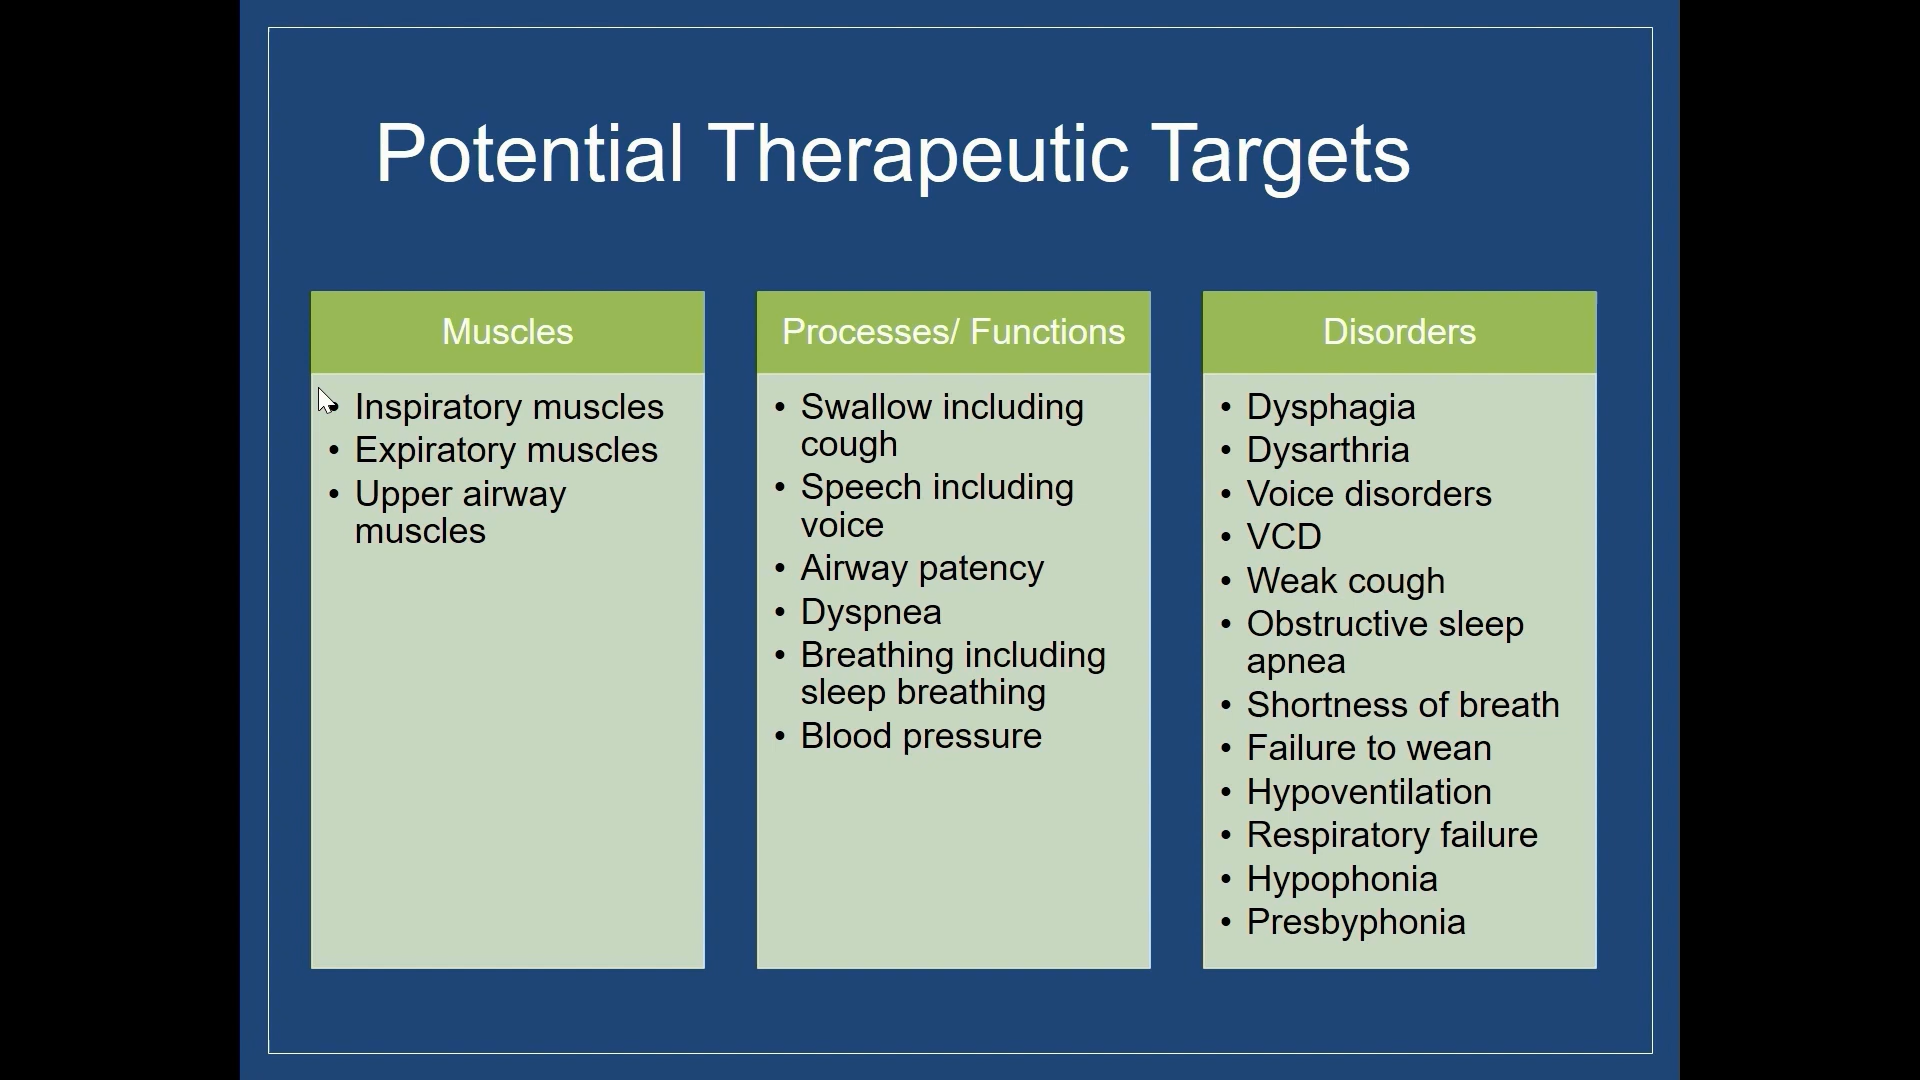 Potential Therapeutic Targets
Muscles
• Inspiratory muscles
• Expiratory muscles
• Upper airway
muscles
Processes/ Functions
• Swallow including
cough
• Speech including
voice
• Airway patency
• Dyspnea
• Breathing including
sleep breathing
• Blood pressure
Disorders
• Dysphagia
• Dysarthria
• Voice disorders
• VCD
• Weak cough
• Obstructive sleep
apnea
• Shortness of breath
• Failure to wean
• Hypoventilation
• Respiratory failure
• Hypophonia
• Presbyphonia